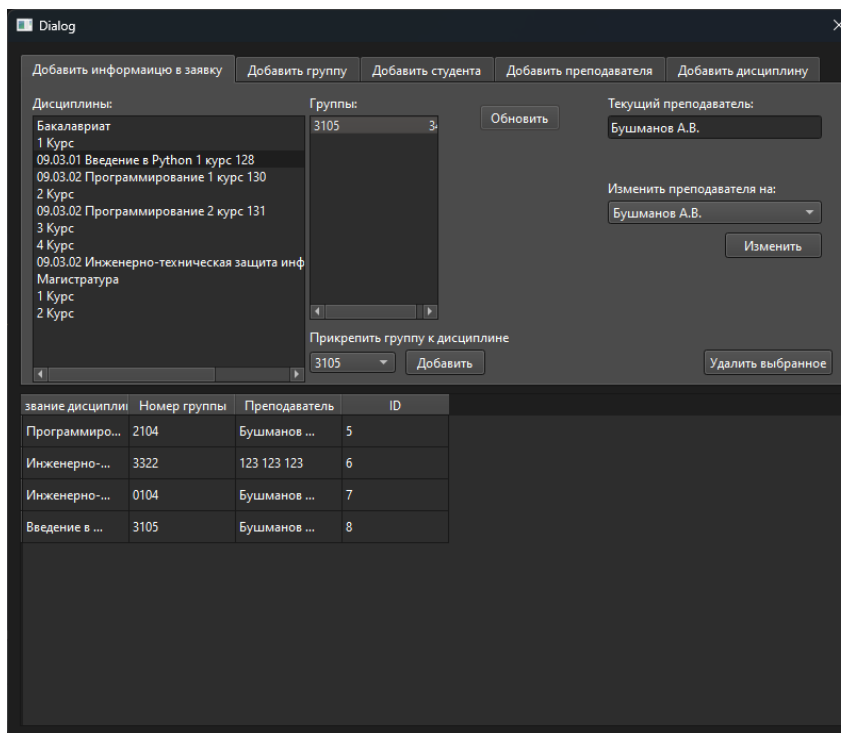 Dialog
Добавить информаицю в заявку
Добавить группу
Добавить студента
Добавить преподавателя
Добавить дисциплину
Дисциплины:
Бакалавриат
1 Курс
09.03.01 Введение в Python 1 курс 128
09.03.02 Программирование 1 курс 130
2 Курс
09.03.02 Программирование 2 курс 131
3 Курс
4 Курс
09.03.02 Инженерно-техническая защита инф
Магистратура
1 Курс
2 Курс
Группы:
3105
Обновить
Прикрепить группу к дисциплине
3105
Добавить
Текущий преподаватель:
Бушманов А.В.
Изменить преподавателя на:
Бушманов А.В.
Изменить
Удалить выбранное
звание дисципли Номер группы Преподаватель ID
Программиро... 2104 Бушманов ... 5
Инженерно-... 3322 123 123 123 6
Инженерно-... 0104 Бушманов ... 7
Введение в ... 3105 Бушманов ... 8